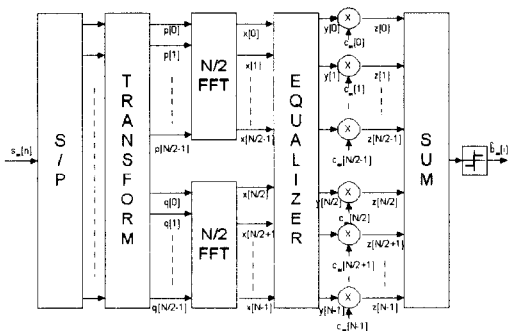 s_m[n]
S/P
TRANSFORM
p[0]
p[1]
p[N/2-1]
q[0]
q[1]
q[N/2-1]
N/2
FFT
N/2
FFT
x[0]
x[1]
x[N/2-1]
x[N/2]
x[N/2+1]
x[N-1]
EQUALIZER
y[0]
y[1]
y[N/2-1]
y[N/2]
y[N/2+1]
y[N-1]
X
X
X
X
X
X
c_m[0]
c_m[1]
c_m[N/2-1]
c_m[N/2]
c_m[N/2+1]
c_m[N-1]
z[0]
z[1]
z[N/2-1]
z[N/2]
z[N/2+1]
z[N-1]
SUM
b̂_m[i]